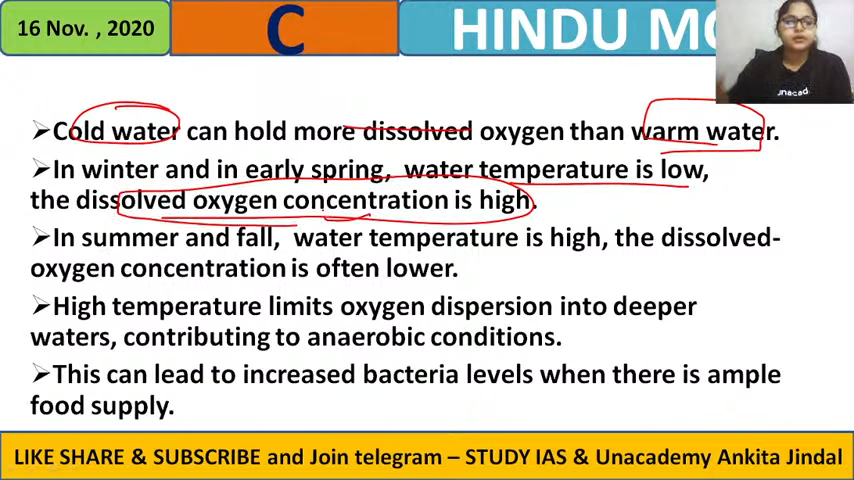 16 Nov. , 2020
C
HINDU MO
unacad
➤Cold water can hold more dissolved oxygen than warm water.
➤In winter and in early spring, water temperature is low,
the dissolved oxygen concentration is high.
➤In summer and fall, water temperature is high, the dissolved-
oxygen concentration is often lower.
➤High temperature limits oxygen dispersion into deeper
waters, contributing to anaerobic conditions.
➤This can lead to increased bacteria levels when there is ample
food supply.
LIKE SHARE & SUBSCRIBE and Join telegram – STUDY IAS & Unacademy Ankita Jindal